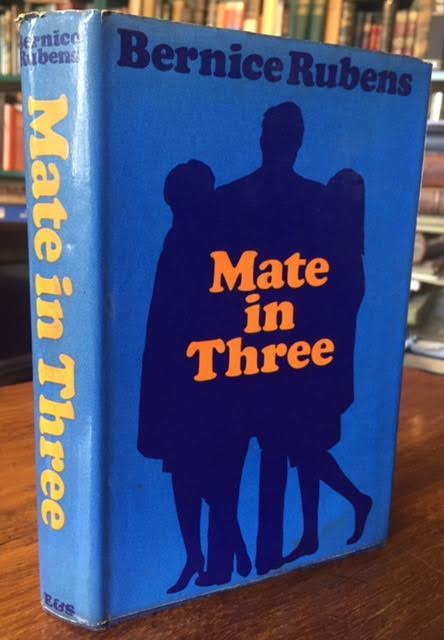 Bernice
Rubens
Mate in Three
E&S
Bernice Rubens
Mate
in
Three